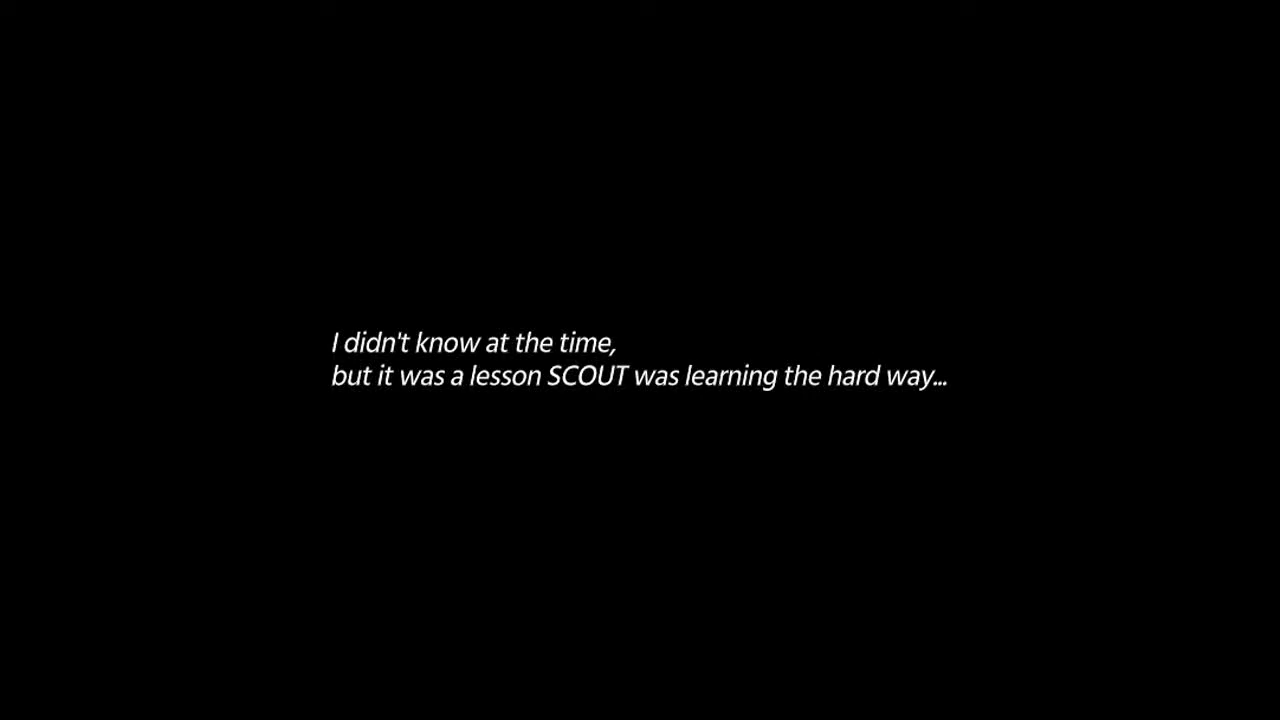 I didn't know at the time,
but it was a lesson SCOUT was learning the hard way...